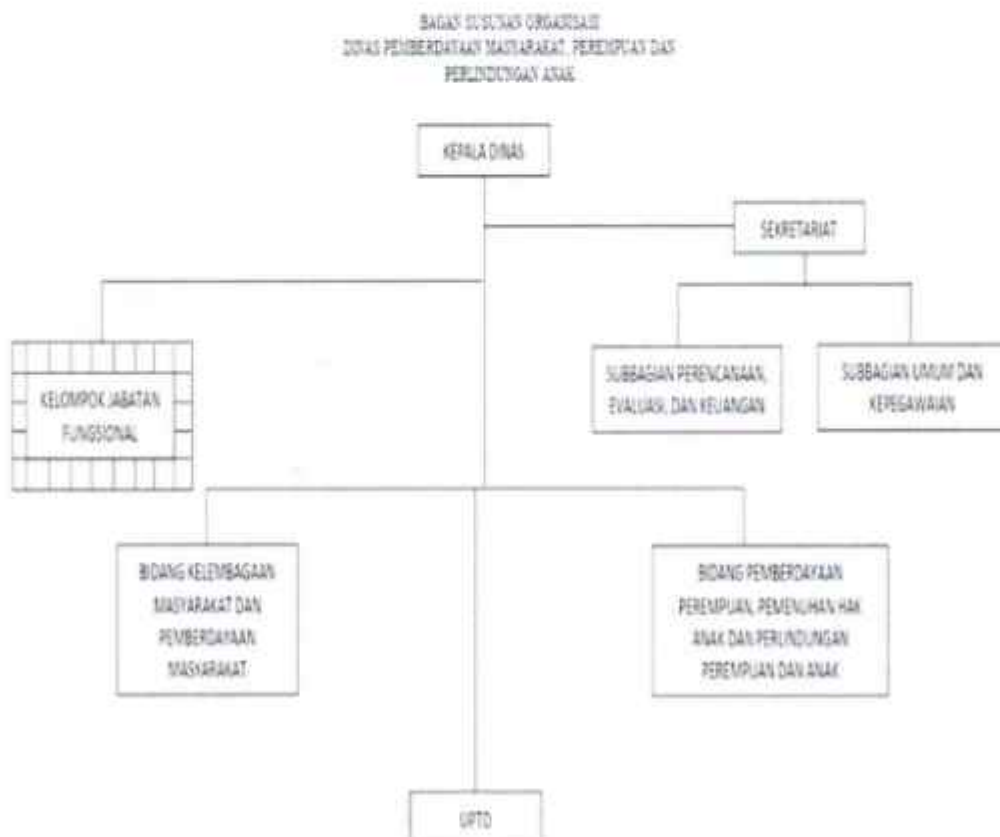 BAGAN SUSUNAN ORGANISASI
DINAS PEMBERDAYAAN MASYARAKAT, PEREMPUAN DAN
PERLINDUNGAN ANAK
KEPALA DINAS
SEKRETARIAT
SUBBAGIAN PERENCANAAN,
EVALUASI, DAN KEUANGAN
SUBBAGIAN UMUM DAN
KEPEGAWAIAN
KELOMPOK JABATAN
FUNGSIONAL
BIDANG KELEMBAGAAN
MASYARAKAT DAN
PEMBERDAYAAN
MASYARAKAT
BIDANG PEMBERDAYAAN
PEREMPUAN, PEMENUHAN HAK
ANAK DAN PERLINDUNGAN
PEREMPUAN DAN ANAK
UPTD